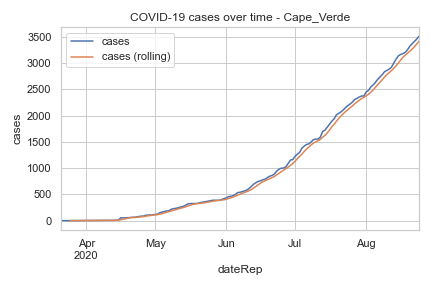 COVID-19 cases over time - Cape_Verde
cases
cases (rolling)
3500
3000
2500
2000
1500
1000
500
0
cases
Apr
2020
May
Jun
Jul
Aug
dateRep